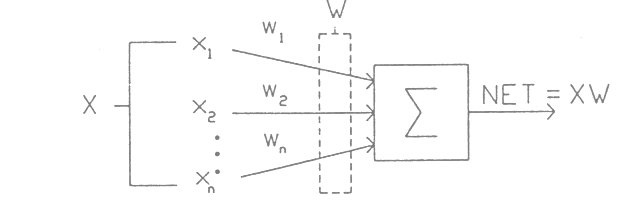 W
X₁ W₁
X X₂ W₂ Σ NET = XW
Xₙ Wₙ